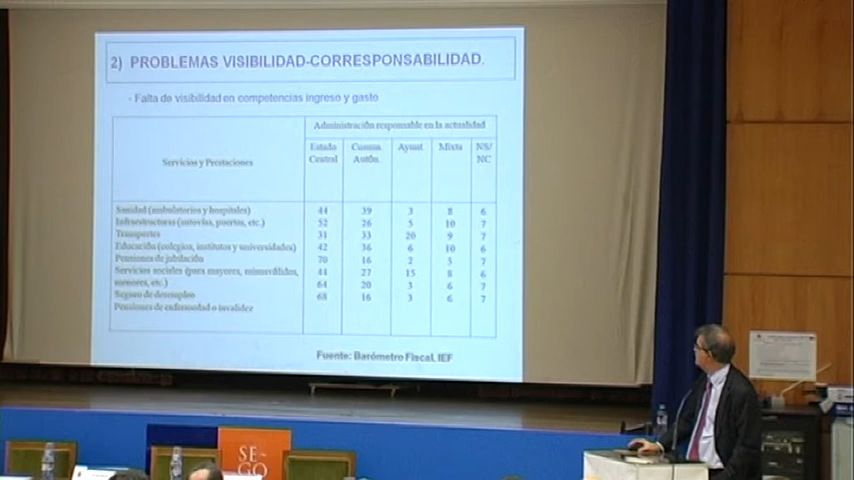 2) PROBLEMAS VISIBILIDAD-CORRESPONSABILIDAD.
- Falta de visibilidad en competencias ingreso y gasto
Servicios y Prestaciones
Administración responsable en la actualidad
Estado Central
Comun. Autón.
Ayunt.
Mixta
NS/ NC
Sanidad (ambulatorios y hospitales) 44 39 3 8 6
Infraestructuras (autovías, puertos, etc.) 52 26 5 10 7
Transportes 31 33 20 9 7
Educación (colegios, institutos y universidades) 42 36 6 10 6
Pensiones de jubilación 70 16 2 5 7
Servicios sociales (para mayores, minusválidos, 44 27 15 8 6
menores, etc.) 64 20 3 6 7
Seguro de desempleo 68 16 3 6 7
Pensiones de enfermedad o invalidez
Fuente: Barómetro Fiscal, IEF
SE~
GO